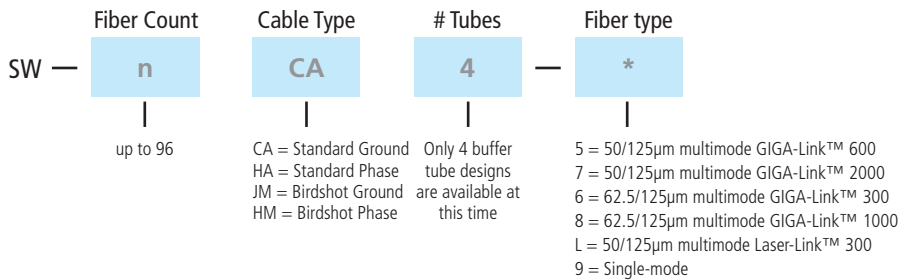 Fiber Count Cable Type # Tubes Fiber type
SW — n CA 4 — *
up to 96
CA = Standard Ground
HA = Standard Phase
JM = Birdshot Ground
HM = Birdshot Phase
Only 4 buffer
tube designs
are available at
this time
5 = 50/125µm multimode GIGA-Link™ 600
7 = 50/125µm multimode GIGA-Link™ 2000
6 = 62.5/125µm multimode GIGA-Link™ 300
8 = 62.5/125µm multimode GIGA-Link™ 1000
L = 50/125µm multimode Laser-Link™ 300
9 = Single-mode